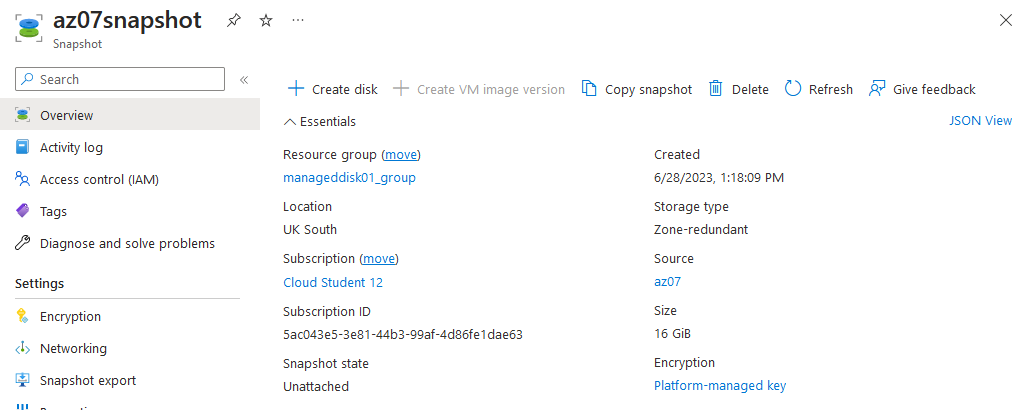 az07snapshot
Snapshot
Search
Overview
Activity log
Access control (IAM)
Tags
Diagnose and solve problems
Settings
Encryption
Networking
Snapshot export
Create disk Create VM image version Copy snapshot Delete Refresh Give feedback
Essentials JSON View
Resource group (move)
manageddisk01_group
Location
UK South
Subscription (move)
Cloud Student 12
Subscription ID
5ac043e5-3e81-44b3-99af-4d86fe1dae63
Snapshot state
Unattached
Created
6/28/2023, 1:18:09 PM
Storage type
Zone-redundant
Source
az07
Size
16 GiB
Encryption
Platform-managed key